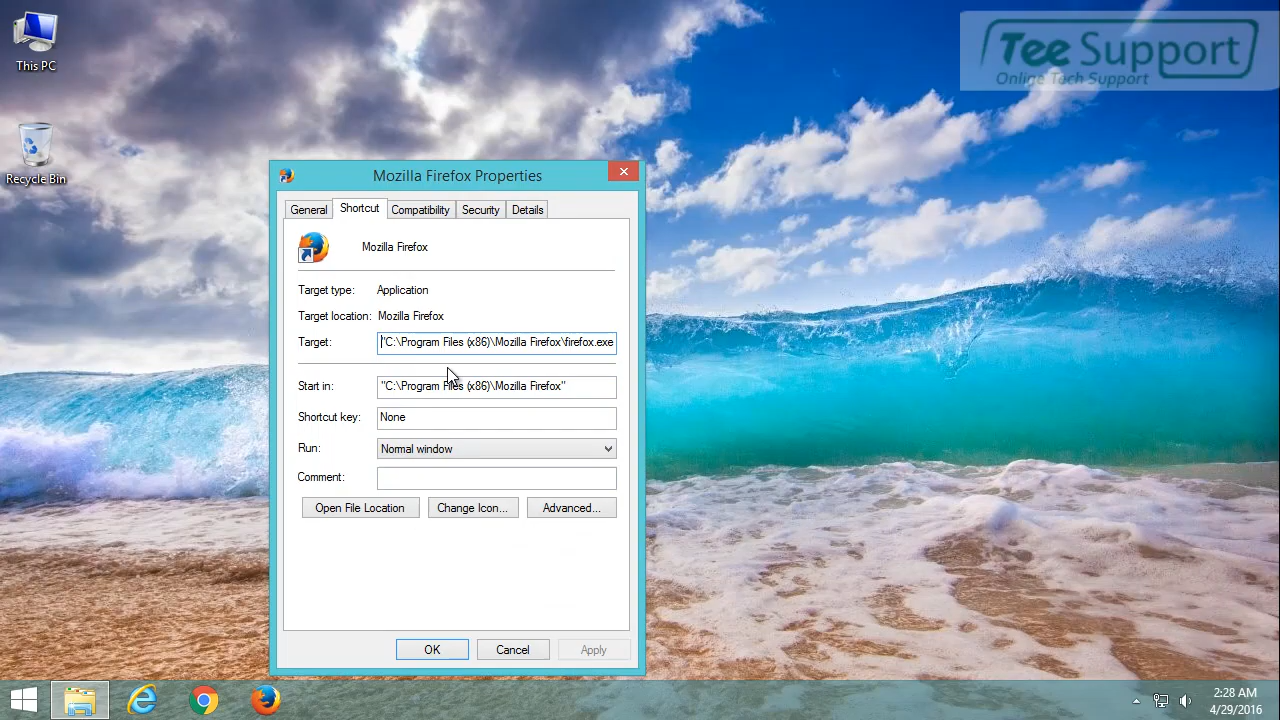 This PC
Recycle Bin
Tee Support
Online Tech Support
Mozilla Firefox Properties
General Shortcut Compatibility Security Details
Mozilla Firefox
Target type: Application
Target location: Mozilla Firefox
Target: "C:\Program Files (x86)\Mozilla Firefox\firefox.exe
Start in: "C:\Program Files (x86)\Mozilla Firefox"
Shortcut key: None
Run: Normal window
Comment:
Open File Location Change Icon... Advanced...
OK Cancel Apply
2:28 AM
4/29/2016